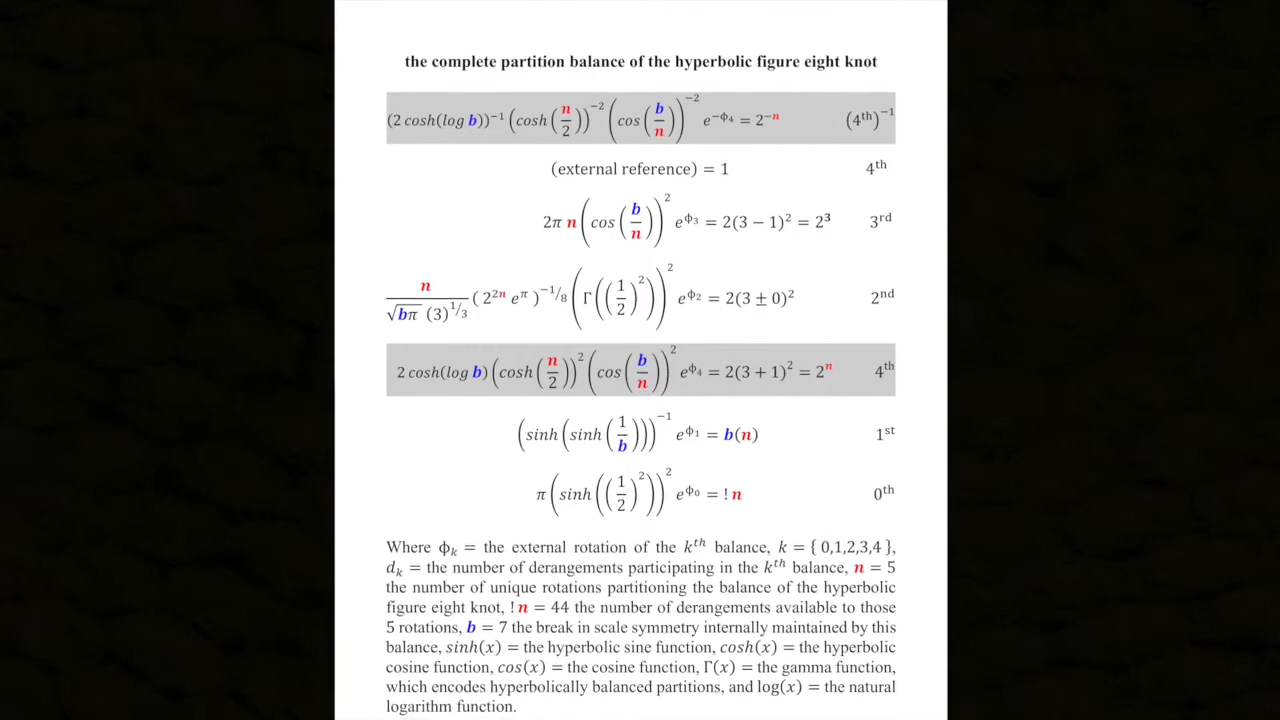 the complete partition balance of the hyperbolic figure eight knot
(2 cosh(log b))⁻¹ (cosh (n/2))⁻² (cos (b/n))⁻² e^(−ϕ₄) = 2⁻ⁿ (4ᵗʰ)⁻¹
(external reference) = 1 4ᵗʰ
2π n (cos (b/n))² e^(ϕ₃) = 2(3 − 1)² = 2³ 3ʳᵈ
n/(√(bπ) (3)^(1/3)) ( 2²ⁿ e^π )^(−1/8) (Γ((1/2)²))² e^(ϕ₂) = 2(3 ± 0)² 2ⁿᵈ
2 cosh(log b) (cosh (n/2))² (cos (b/n))² e^(ϕ₄) = 2(3 + 1)² = 2ⁿ 4ᵗʰ
(sinh (sinh (1/b)))⁻¹ e^(ϕ₁) = b(n) 1ˢᵗ
π (sinh ((1/2)²))² e^(ϕ₀) = ! n 0ᵗʰ
Where ϕₖ = the external rotation of the kᵗʰ balance, k = { 0,1,2,3,4 },
dₖ = the number of derangements participating in the kᵗʰ balance, n = 5
the number of unique rotations partitioning the balance of the hyperbolic
figure eight knot, ! n = 44 the number of derangements available to those
5 rotations, b = 7 the break in scale symmetry internally maintained by this
balance, sinh(x) = the hyperbolic sine function, cosh(x) = the hyperbolic
cosine function, cos(x) = the cosine function, Γ(x) = the gamma function,
which encodes hyperbolically balanced partitions, and log(x) = the natural
logarithm function.